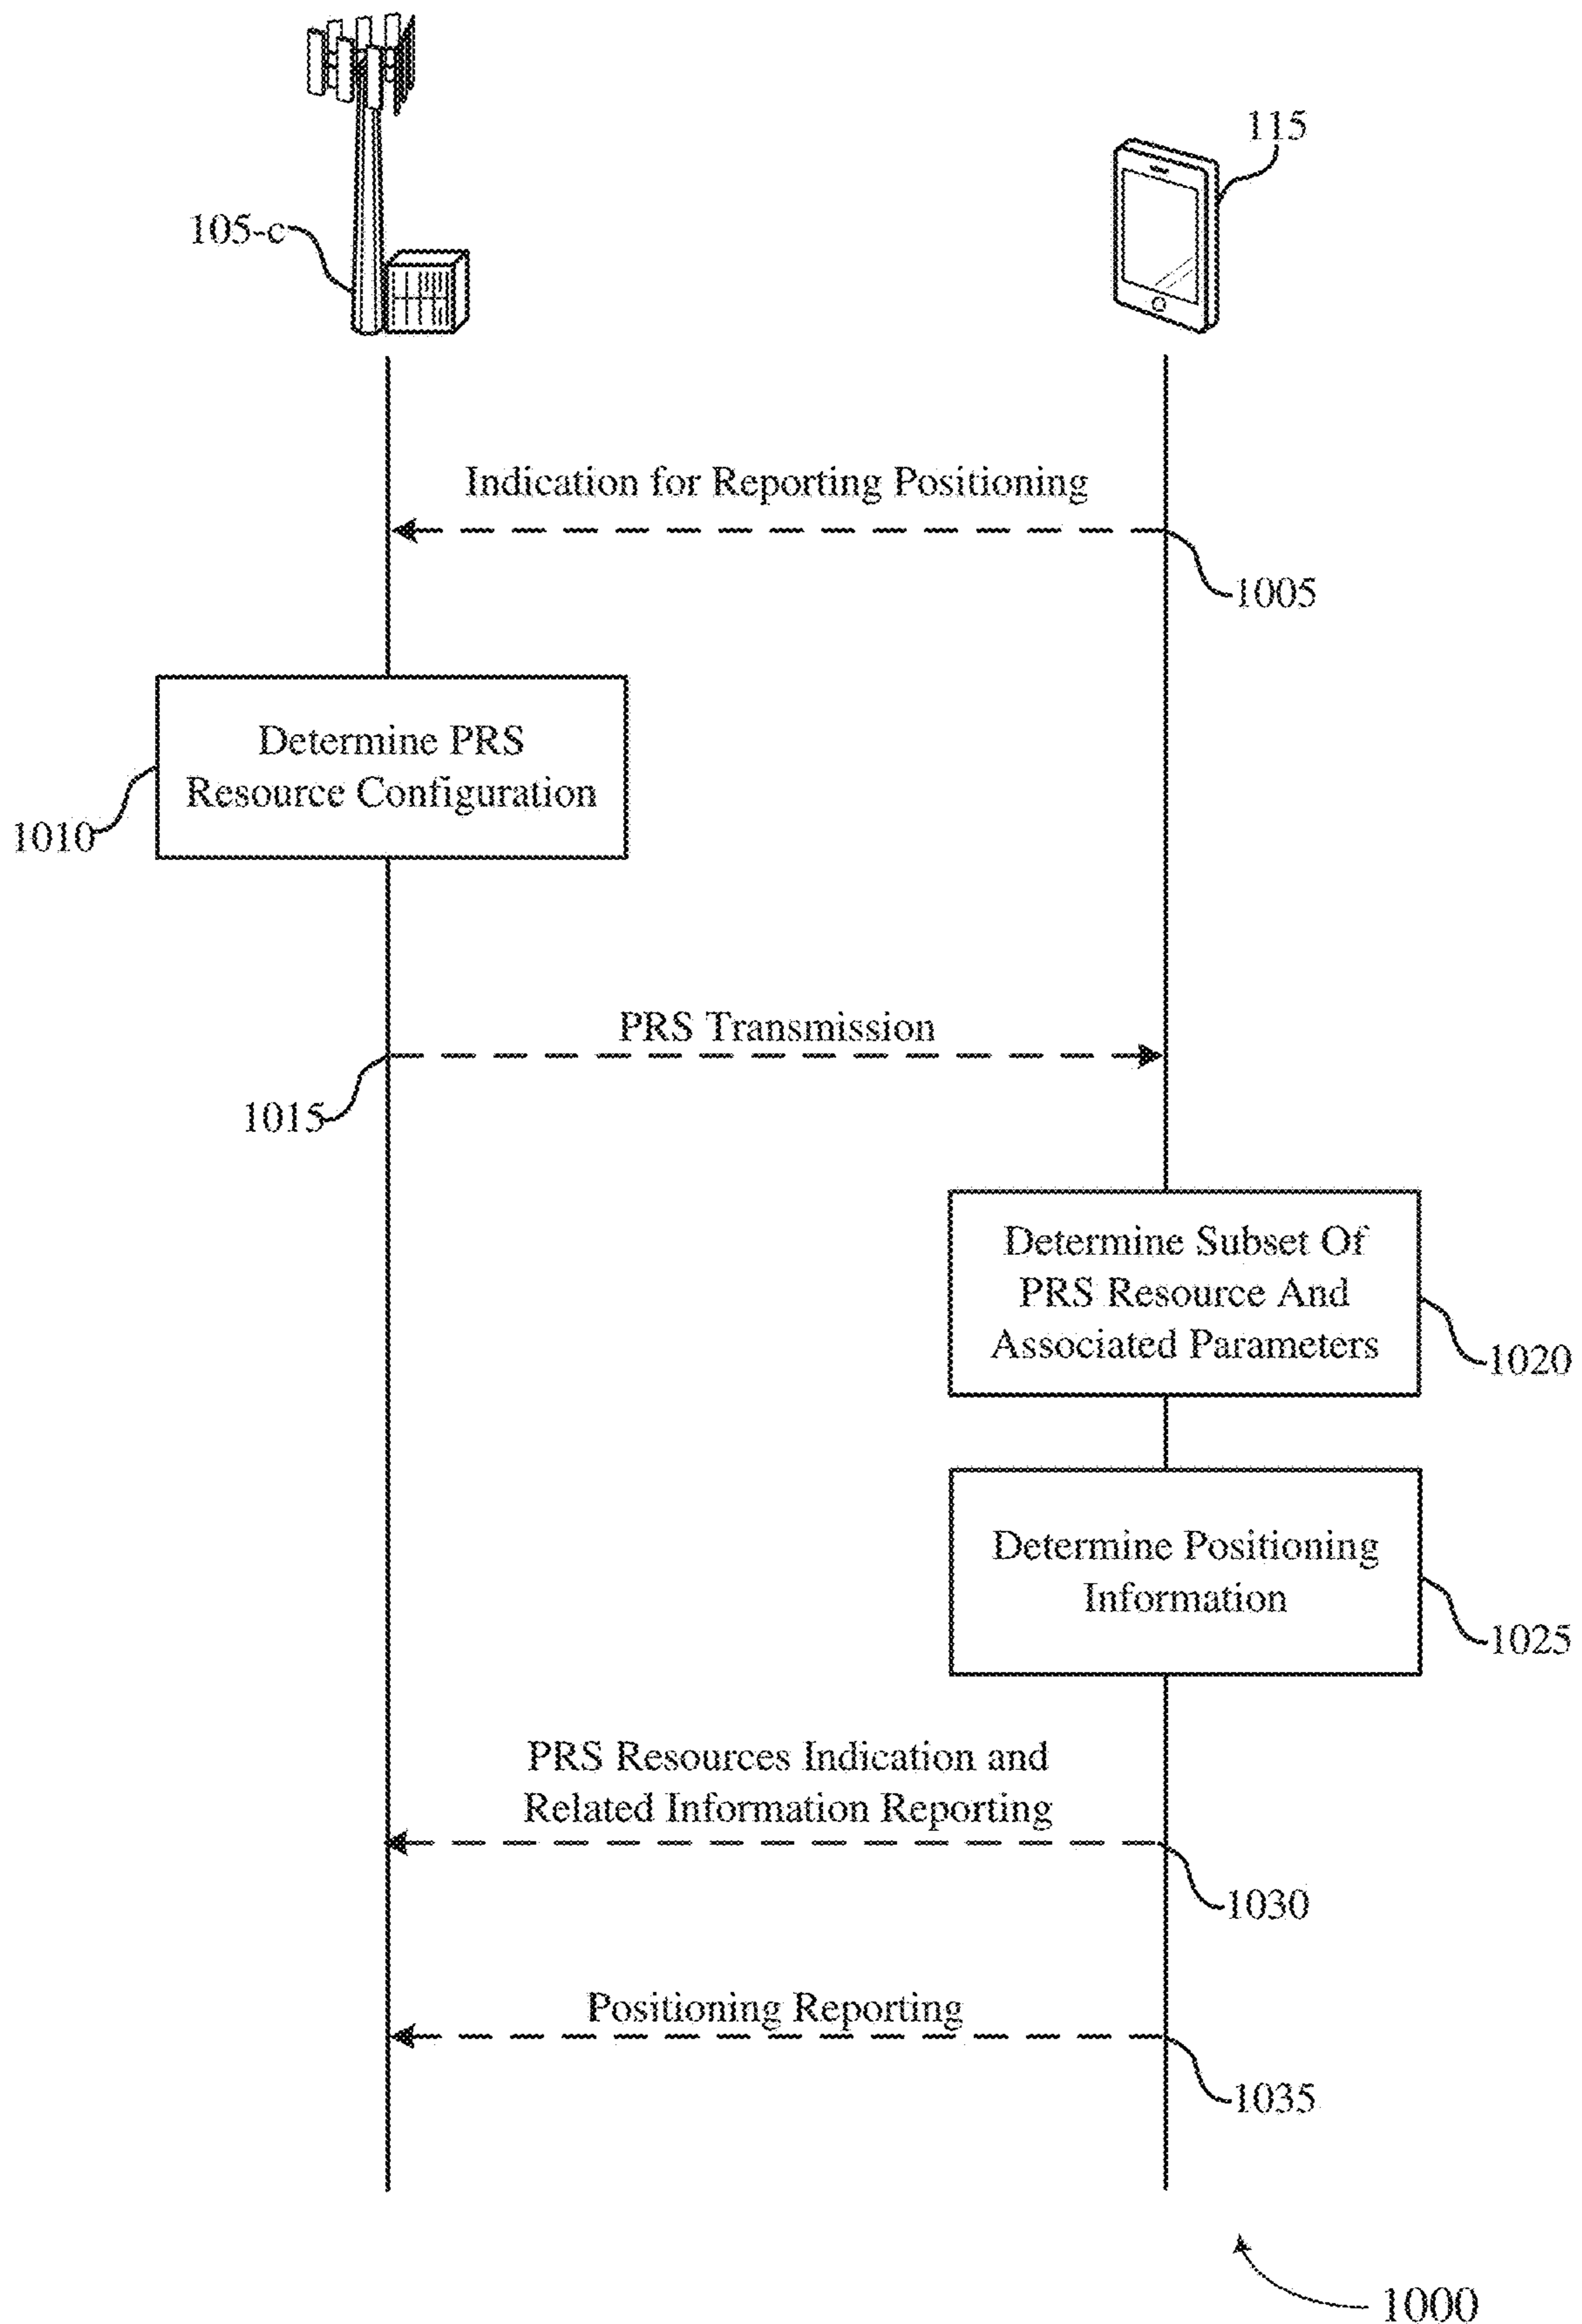 115
105-c
Indication for Reporting Positioning
1005
Determine PRS
Resource Configuration
1010
PRS Transmission
1015
Determine Subset Of
PRS Resource And
Associated Parameters
1020
Determine Positioning
Information
1025
PRS Resources Indication and
Related Information Reporting
1030
Positioning Reporting
1035
1000